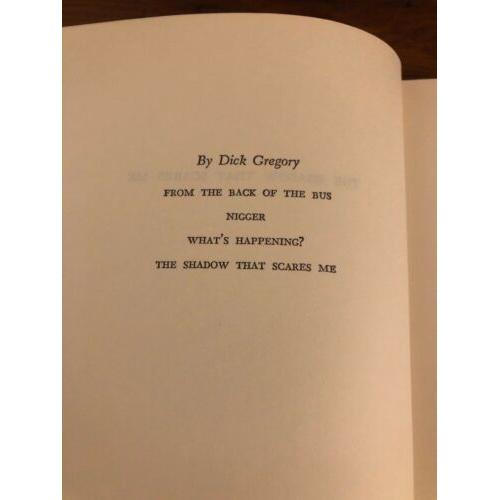 By Dick Gregory
FROM THE BACK OF THE BUS
NIGGER
WHAT'S HAPPENING?
THE SHADOW THAT SCARES ME